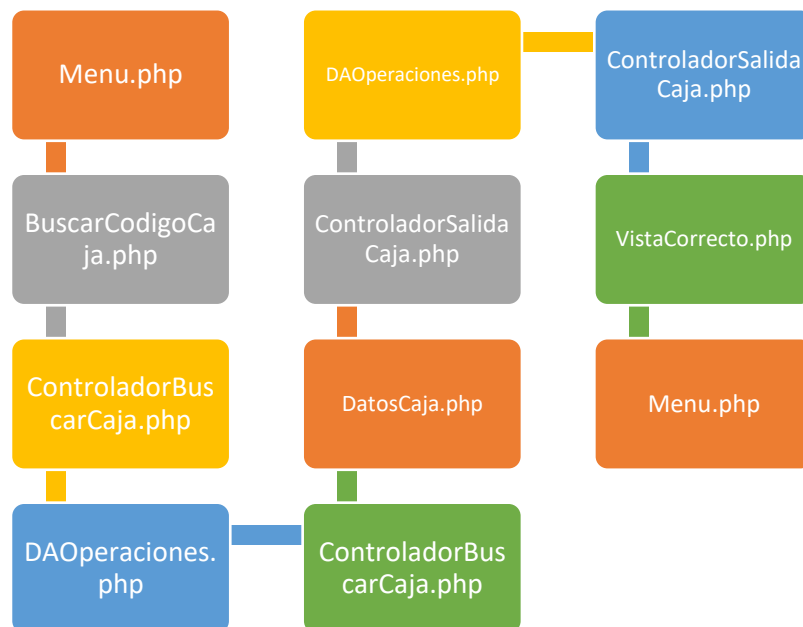 Menu.php
BuscarCodigoCa
ja.php
ControladorBus
carCaja.php
DAOperaciones.
php
ControladorBus
carCaja.php
DatosCaja.php
ControladorSalida
Caja.php
DAOperaciones.php
ControladorSalida
Caja.php
VistaCorrecto.php
Menu.php